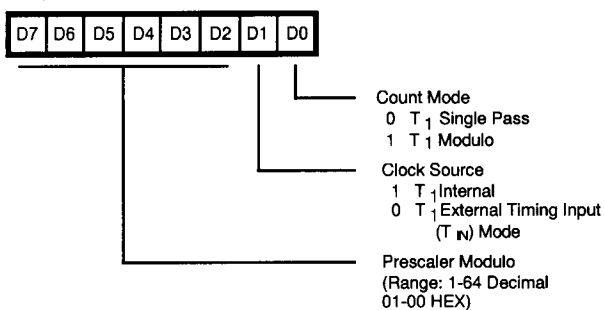 D7 D6 D5 D4 D3 D2 D1 D0
Count Mode
0 T 1 Single Pass
1 T 1 Modulo
Clock Source
1 T 1 Internal
0 T 1 External Timing Input
(T IN) Mode
Prescaler Modulo
(Range: 1-64 Decimal
01-00 HEX)